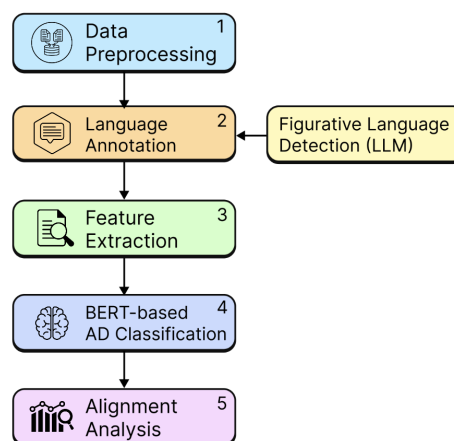 Data 1
Preprocessing
Language 2
Annotation
Figurative Language
Detection (LLM)
Feature 3
Extraction
BERT-based 4
AD Classification
Alignment 5
Analysis